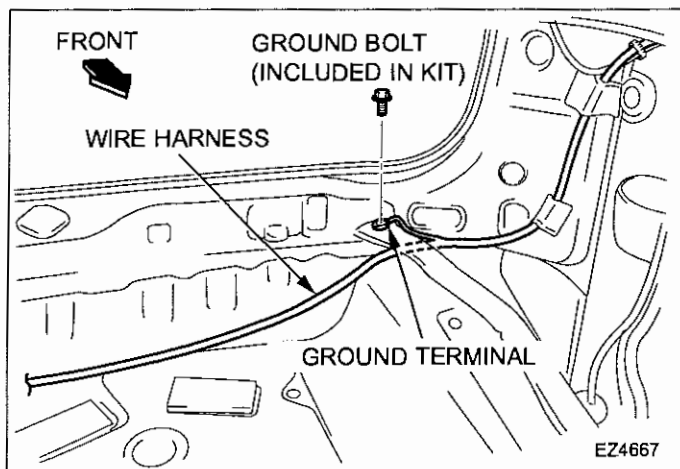 FRONT
GROUND BOLT
(INCLUDED IN KIT)
WIRE HARNESS
GROUND TERMINAL
EZ4667